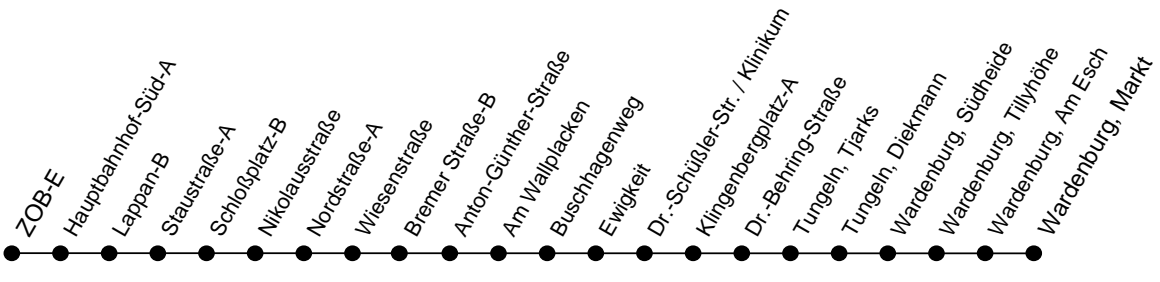 ZOB-E
Hauptbahnhof-Süd-A
Lappan-B
Staustraße-A
Schloßplatz-B
Nikolausstraße
Nordstraße-A
Wiesenstraße
Bremer Straße-B
Anton-Günther-Straße
Am Wallplacken
Buschhagenweg
Ewigkeit
Dr.-Schüßler-Str. / Klinikum
Klingenbergplatz-A
Dr.-Behring-Straße
Tungeln, Tjarks
Tungeln, Diekmann
Wardenburg, Südheide
Wardenburg, Tillyhöhe
Wardenburg, Am Esch
Wardenburg, Markt